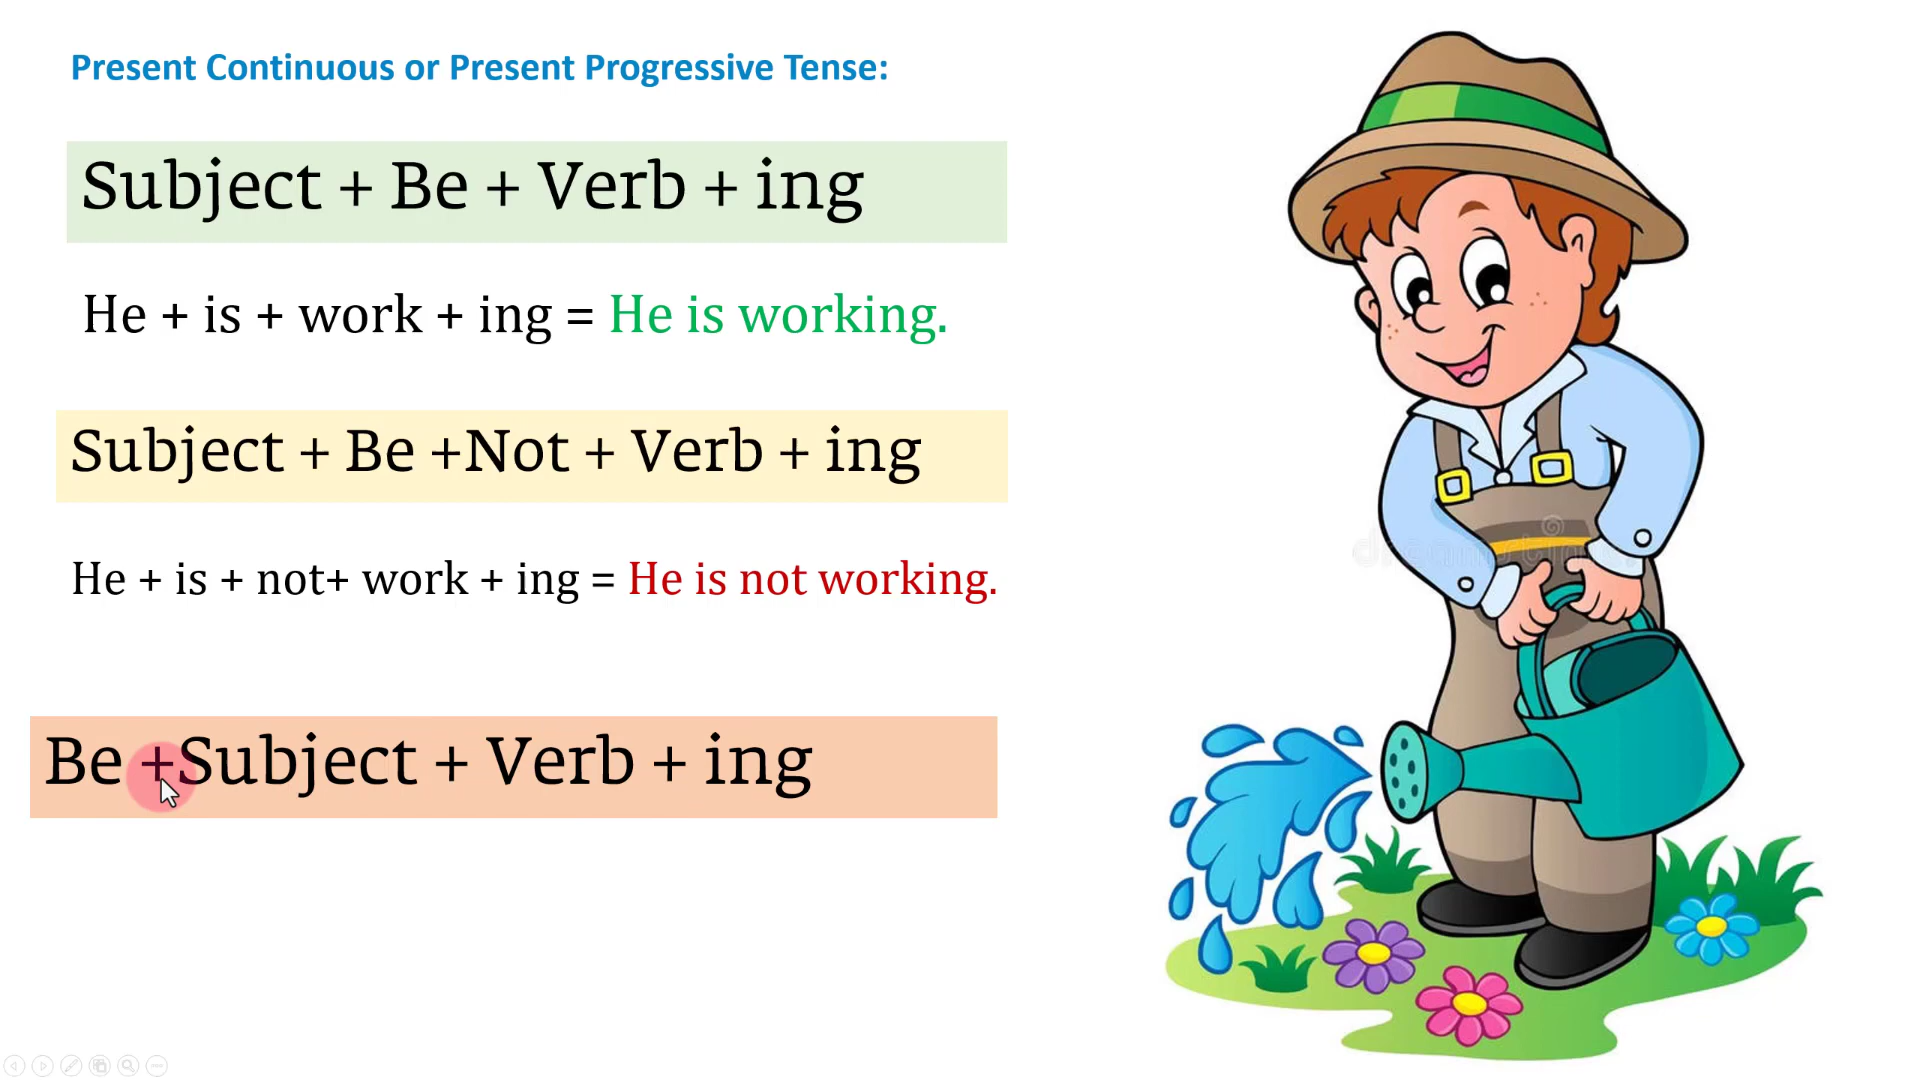 Present Continuous or Present Progressive Tense:
Subject + Be + Verb + ing
He + is + work + ing = He is working.
Subject + Be +Not + Verb + ing
He + is + not+ work + ing = He is not working.
Be +Subject + Verb + ing